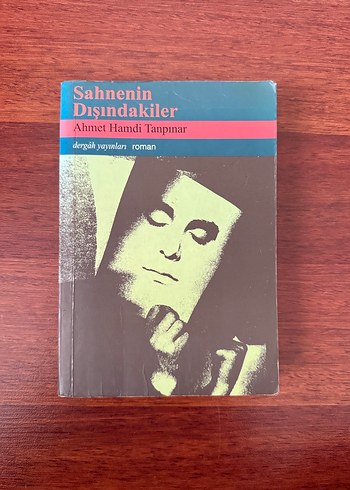 Sahnenin
Dışındakiler
Ahmet Hamdi Tanpınar
dergâh yayınları roman